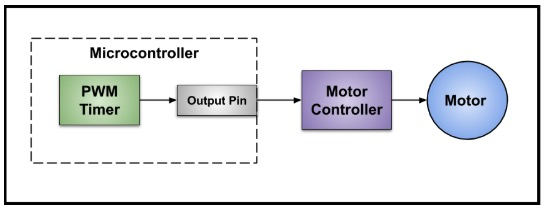 Microcontroller
PWM
Timer
Output Pin
Motor
Controller
Motor